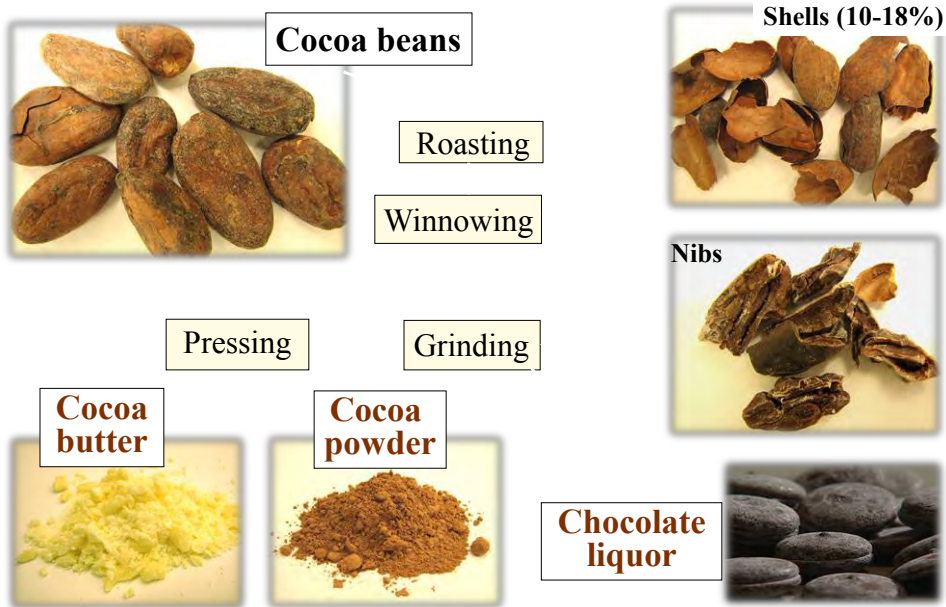 Cocoa beans
Shells (10-18%)
Roasting
Winnowing
Nibs
Pressing
Grinding
Cocoa
butter
Cocoa
powder
Chocolate
liquor